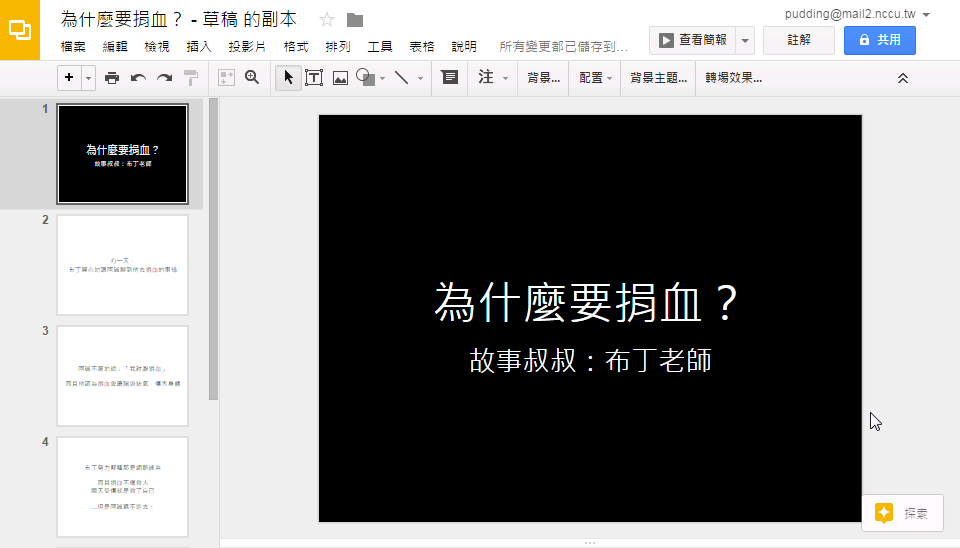 為什麼要捐血？ - 草稿 的副本
pudding@mail2.nccu.tw
檔案 編輯 檢視 插入 投影片 格式 排列 工具 表格 說明 所有變更都已儲存到...
查看簡報 註解 共用
注 背景... 配置 背景主題... 轉場效果...
1
為什麼要捐血？
故事叔叔：布丁老師
2
有一天，
3
4
為什麼要捐血？
故事叔叔：布丁老師
探索